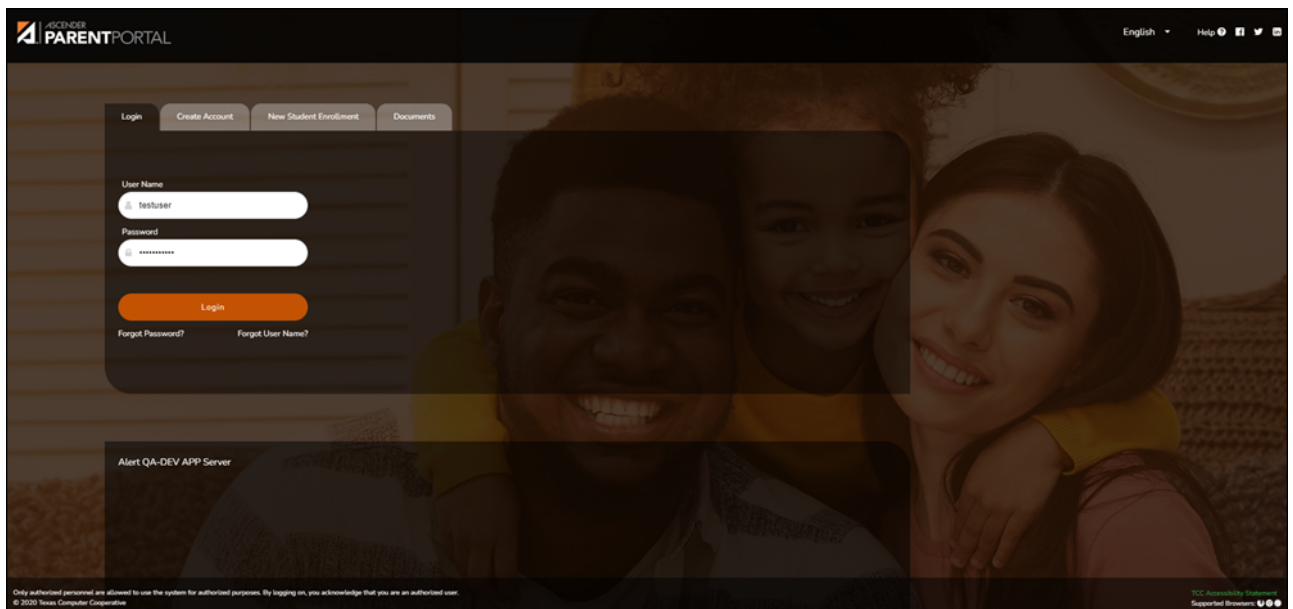 ASCENDER
PARENTPORTAL
English
Help
Login
Create Account
New Student Enrollment
Documents
User Name
testuser
Password
Login
Forgot Password?
Forgot User Name?
Alert QA-DEV APP Server
Only authorized personnel are allowed to use the system for authorized purposes. By logging on, you acknowledge that you are an authorized user.
© 2020 Texas Computer Cooperative
TCC Accessibility Statement
Supported Browsers: